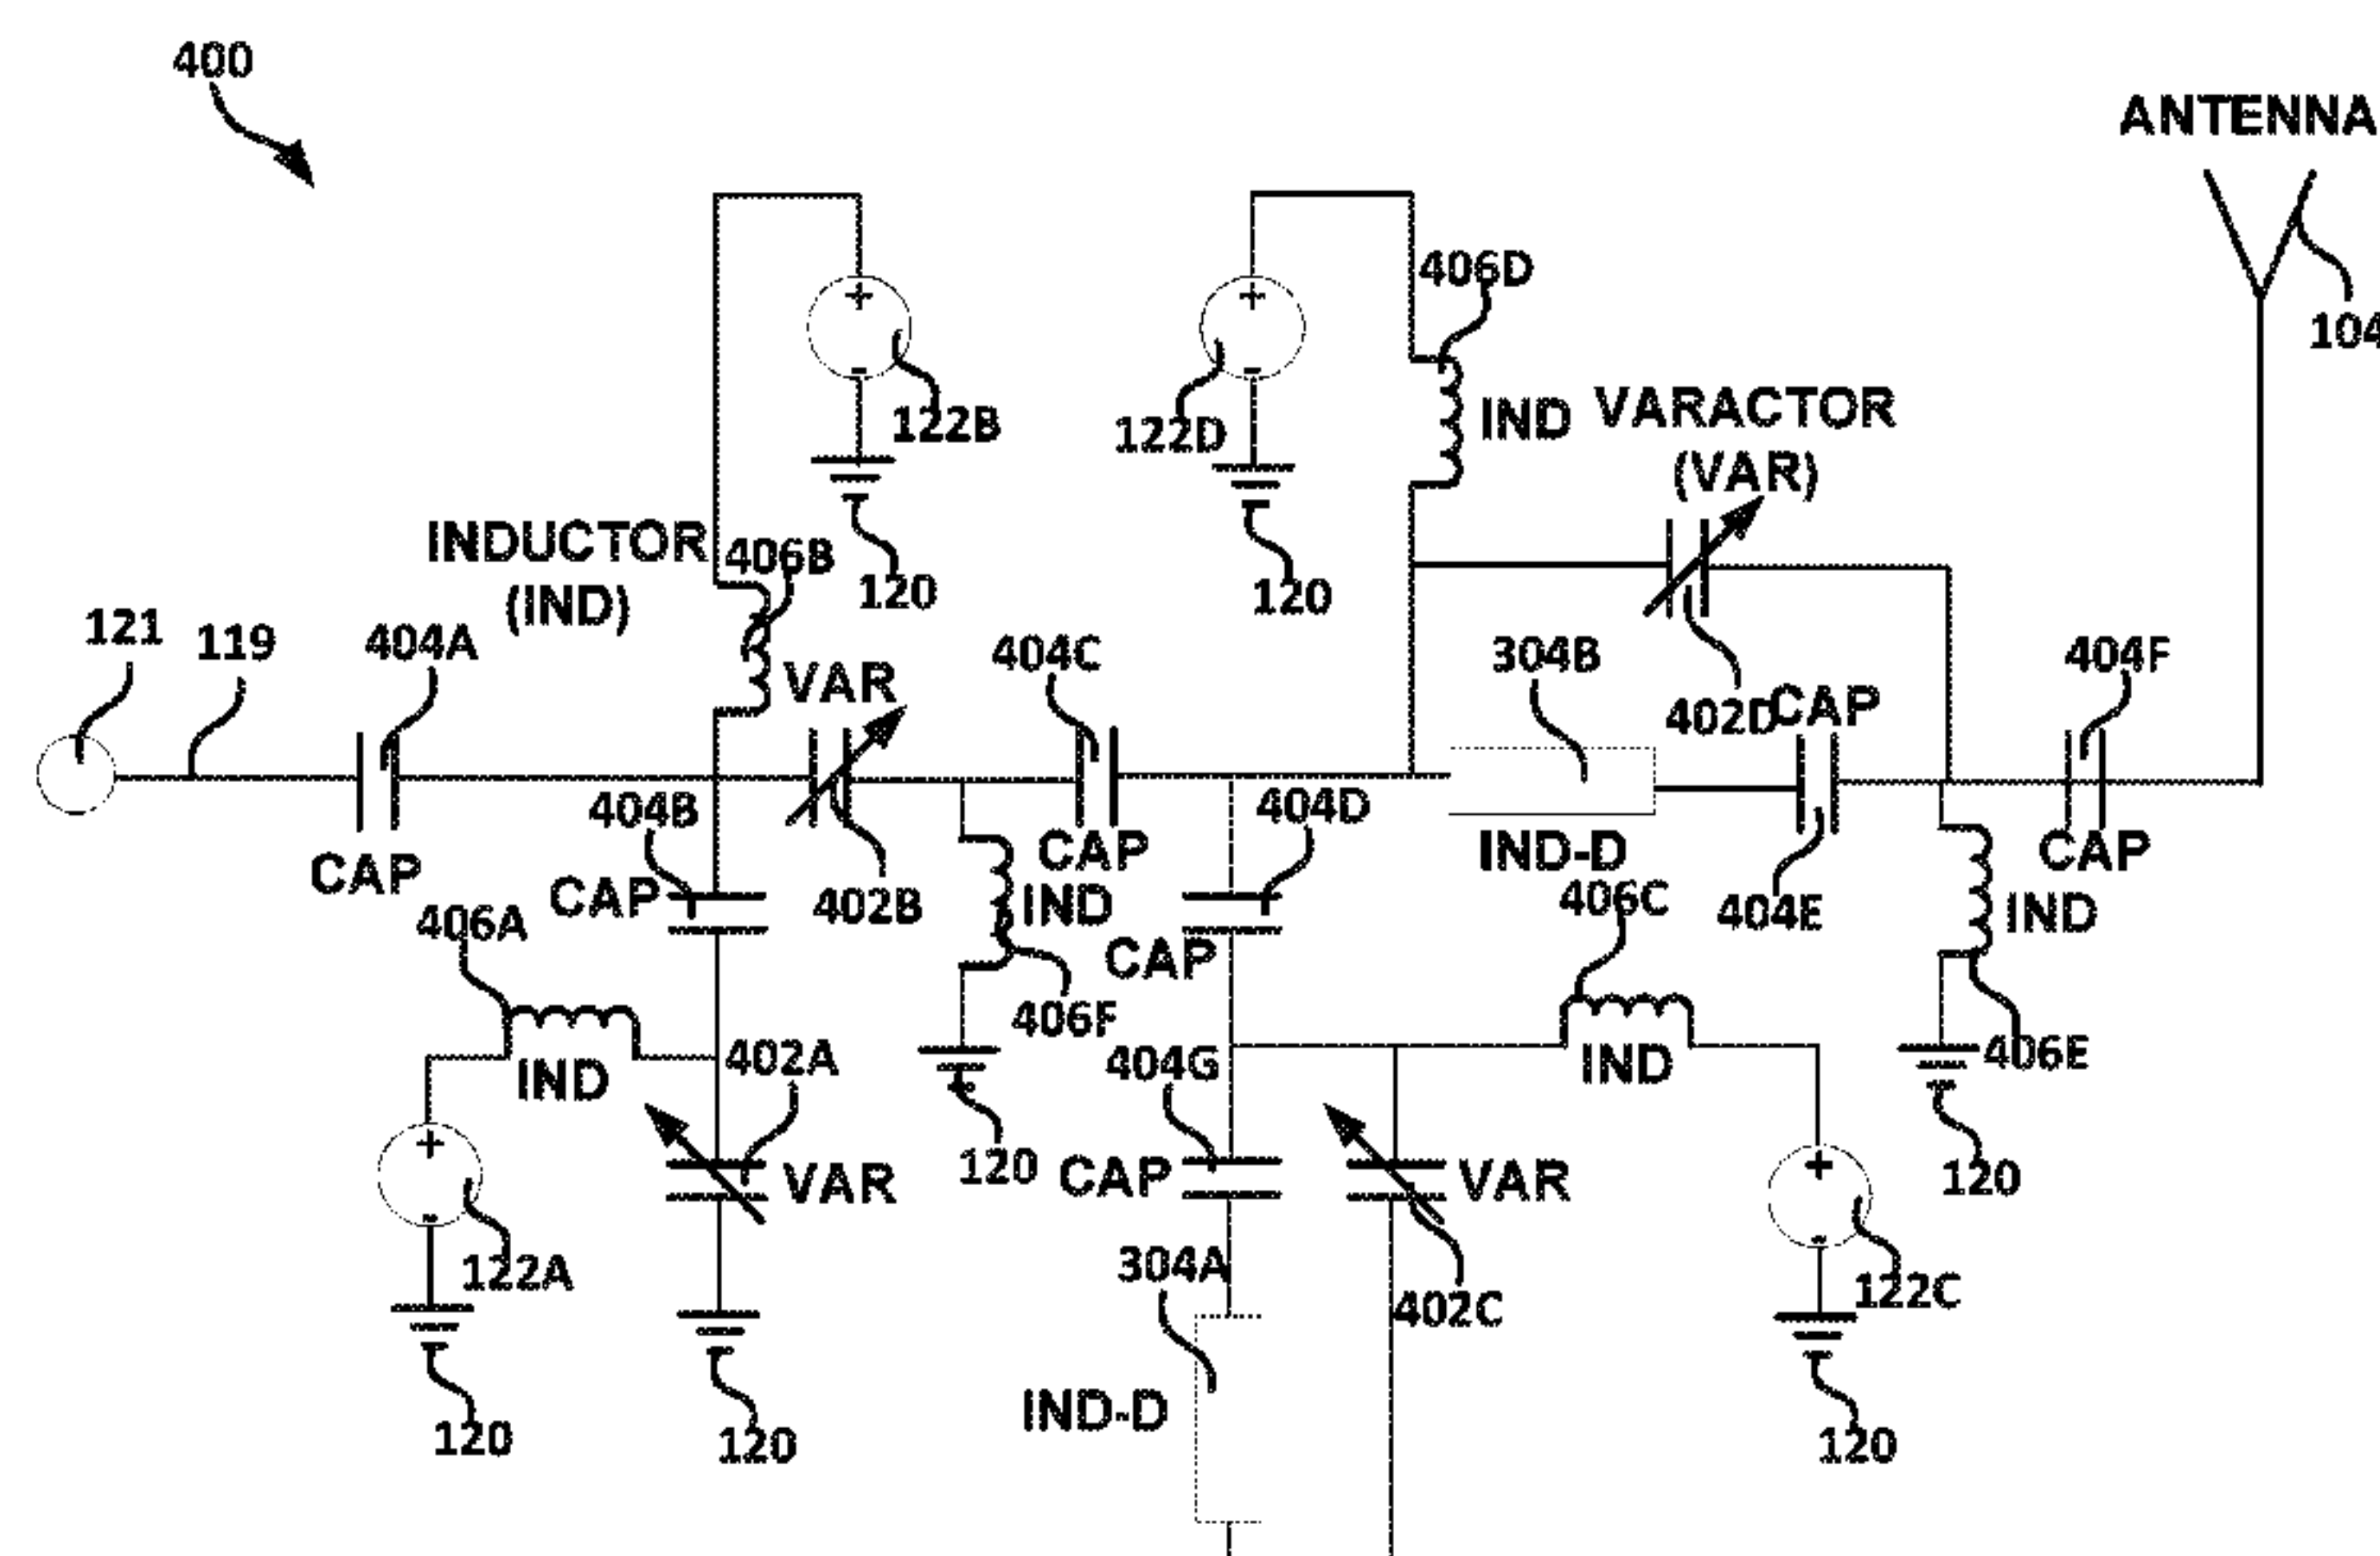 400
ANTENNA
104
406D
122B
122D
IND
VARACTOR
(VAR)
INDUCTOR
(IND)
406B
120
120
121
119
404A
VAR
404C
304B
404F
402D
CAP
404B
404D
CAP
CAP
402B
CAP
IND-D
CAP
406A
IND
406C
404E
IND
CAP
406F
IND
402A
404G
IND
406E
120
CAP
VAR
120
VAR
122A
304A
402C
122C
IND-D
120
120
120